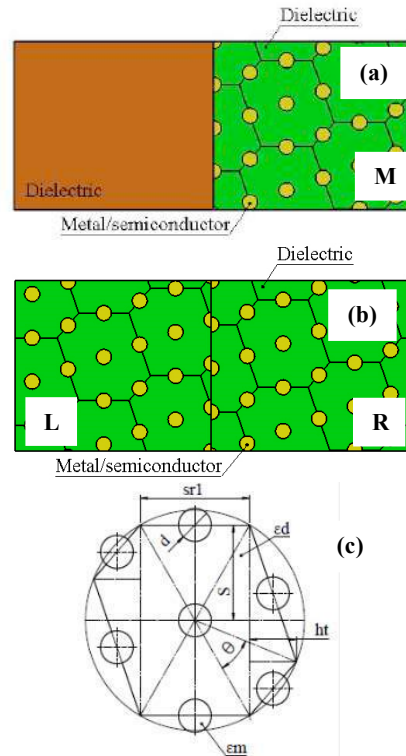 Dielectric
(a)
Dielectric
M
Metal/semiconductor
Dielectric
(b)
L
R
Metal/semiconductor
sr1
(c)
d
εd
S
ht
θ
εm